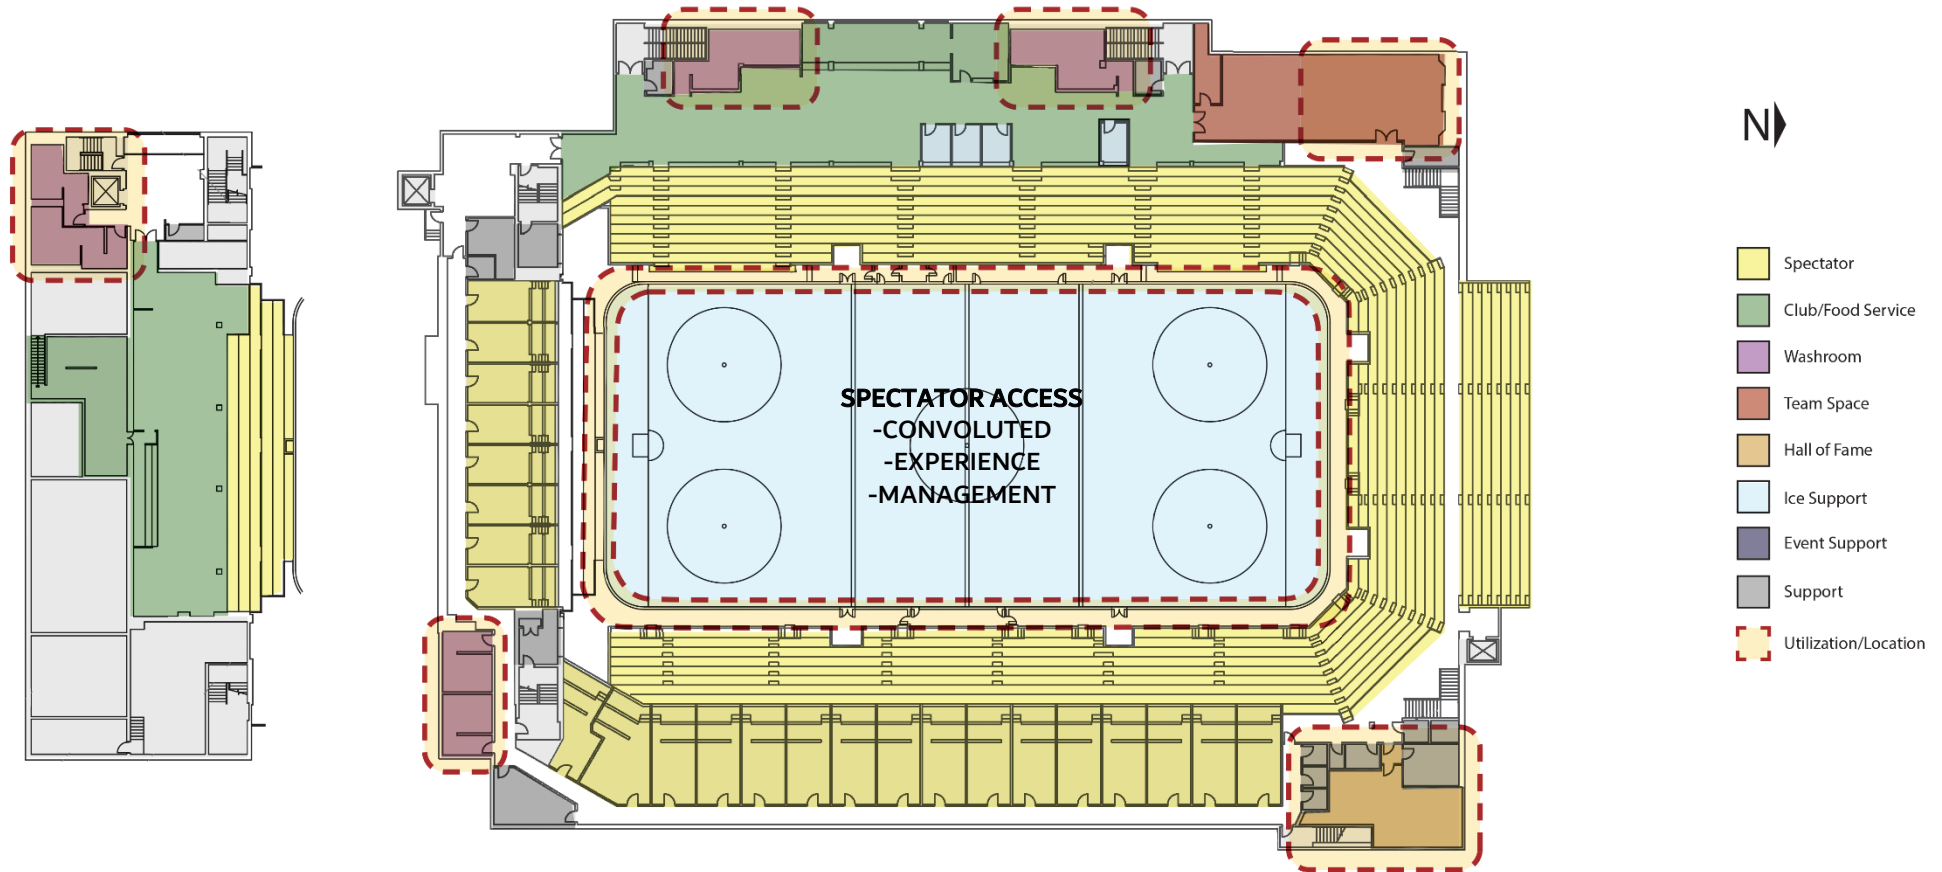 N
SPECTATOR ACCESS
-CONVOLUTED
-EXPERIENCE
-MANAGEMENT
Spectator
Club/Food Service
Washroom
Team Space
Hall of Fame
Ice Support
Event Support
Support
Utilization/Location